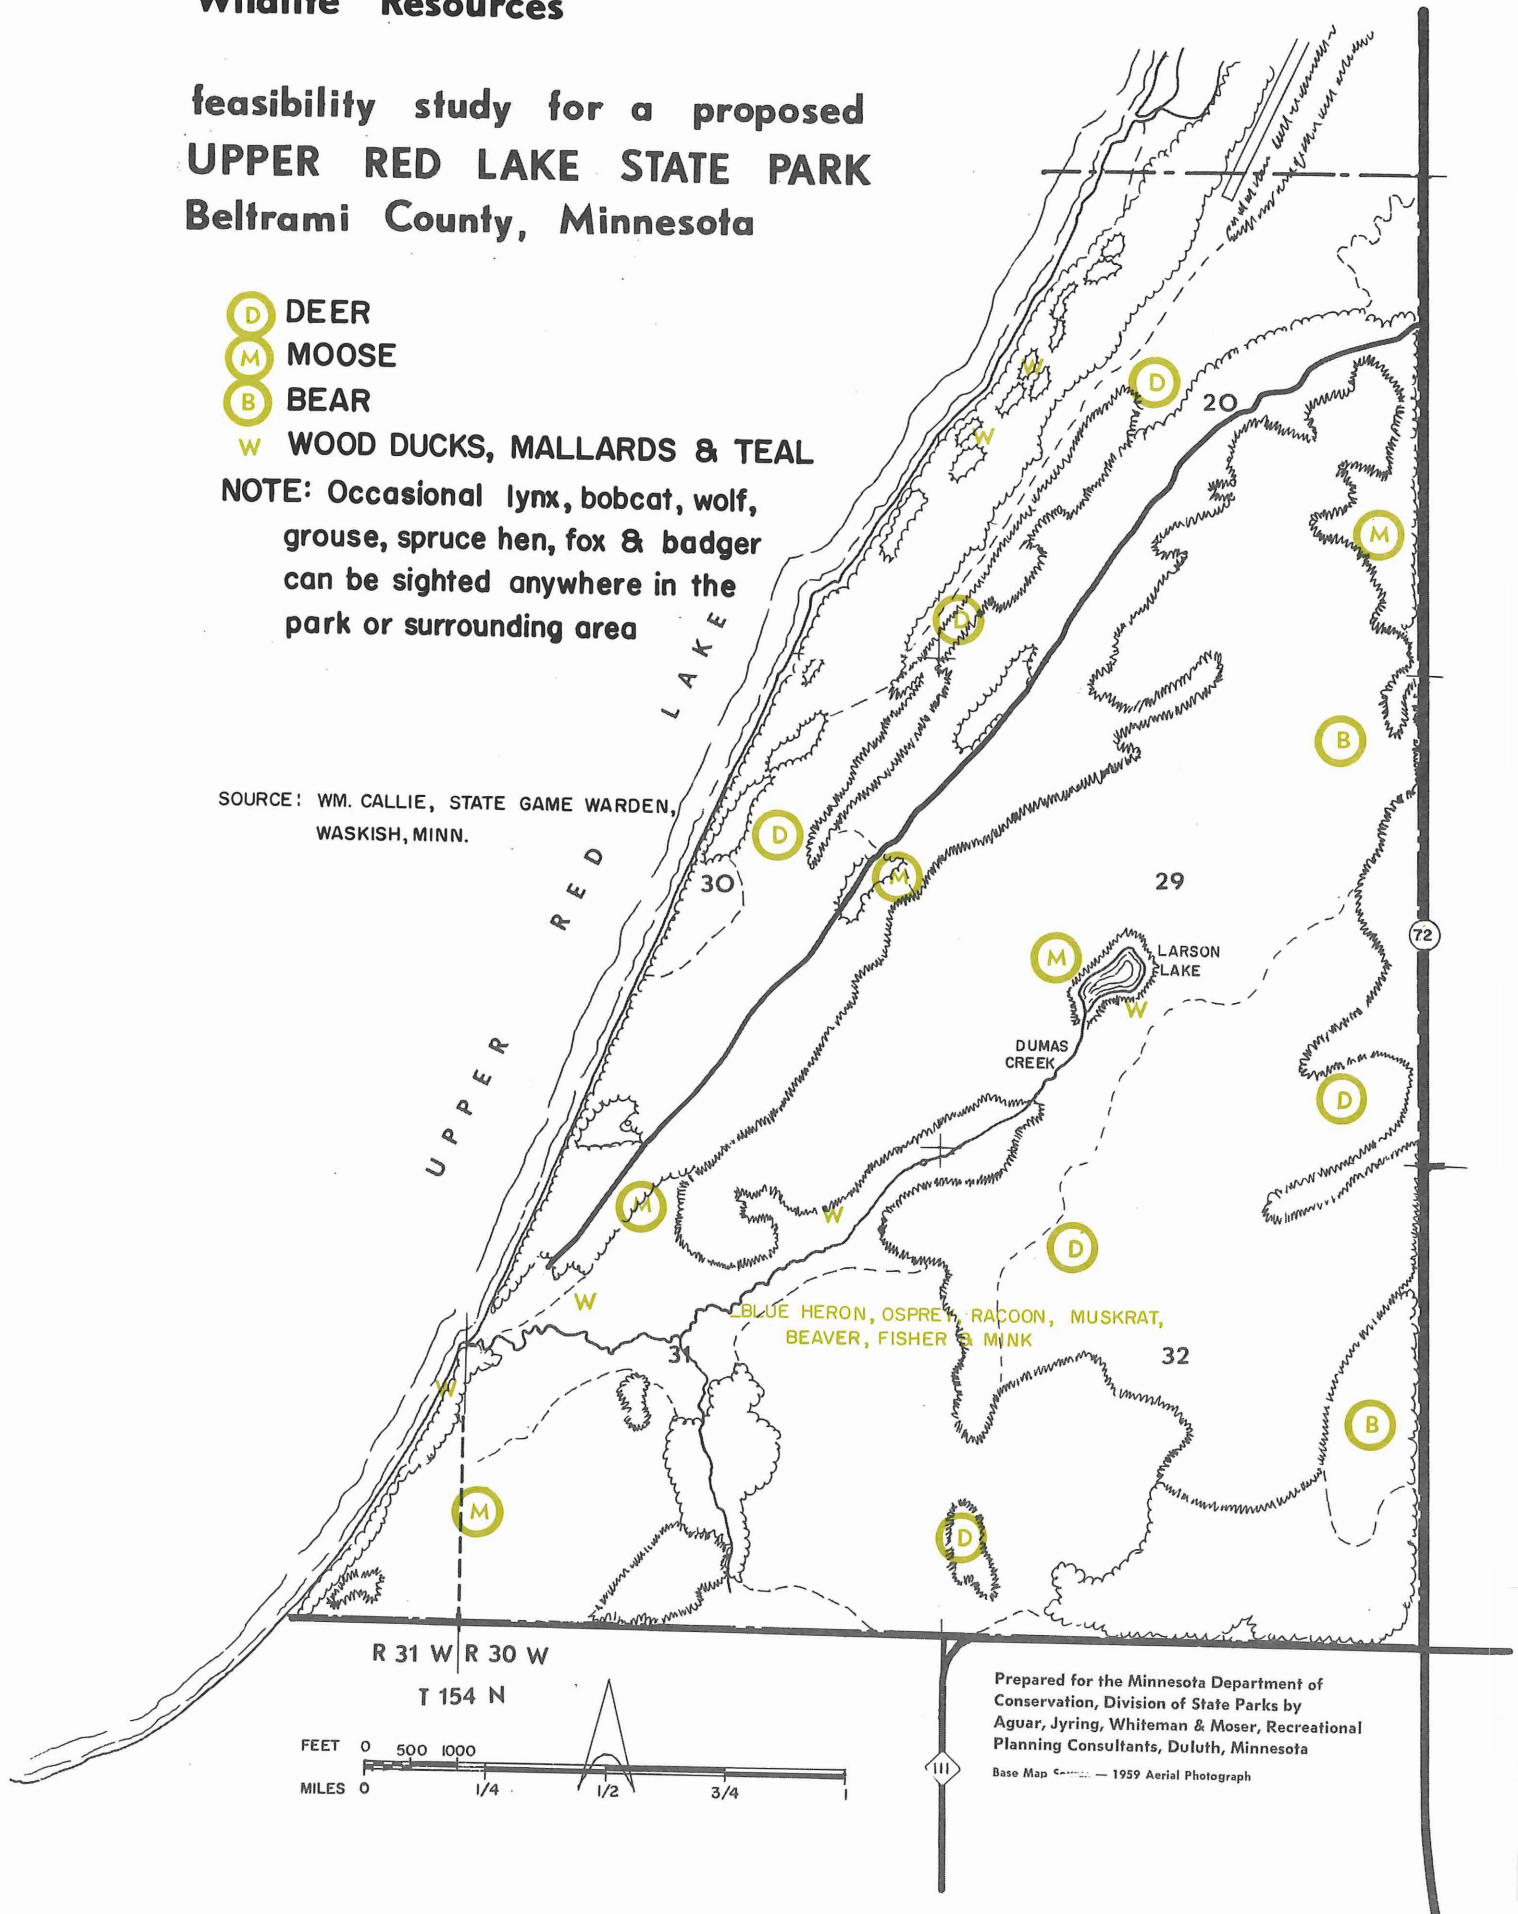 Wildlife Resources
feasibility study for a proposed
UPPER RED LAKE STATE PARK
Beltrami County, Minnesota
D DEER
M MOOSE
B BEAR
W WOOD DUCKS, MALLARDS & TEAL
NOTE: Occasional lynx, bobcat, wolf,
grouse, spruce hen, fox & badger
can be sighted anywhere in the
park or surrounding area
SOURCE: WM. CALLIE, STATE GAME WARDEN,
WASKISH, MINN.
UPPER RED LAKE
W
D
20
W
M
D
B
D
M
30
29
72
M
LARSON
LAKE
W
DUMAS
CREEK
D
M
W
D
W
BLUE HERON, OSPREY, RACOON, MUSKRAT,
BEAVER, FISHER & MINK
31
32
W
B
M
D
R 31 W R 30 W
T 154 N
FEET 0 500 1000
MILES 0 1/4 1/2 3/4 1
111
Prepared for the Minnesota Department of
Conservation, Division of State Parks by
Aguar, Jyring, Whiteman & Moser, Recreational
Planning Consultants, Duluth, Minnesota
Base Map — 1959 Aerial Photograph